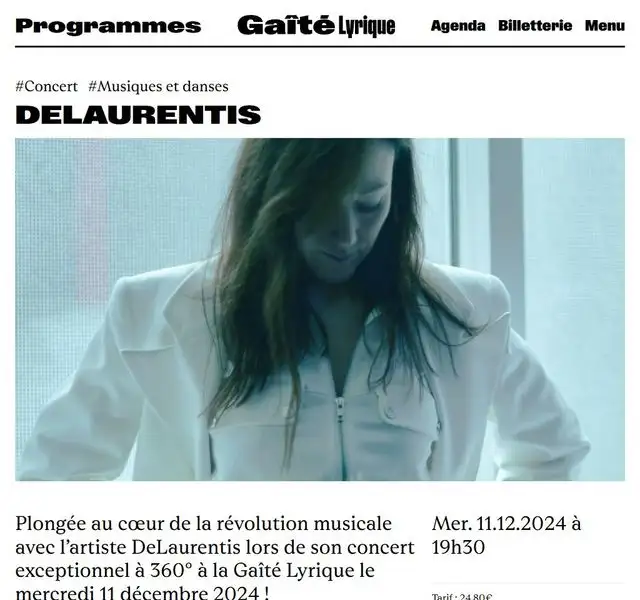 Programmes Gaîté Lyrique Agenda Billetterie Menu
#Concert #Musiques et danses
DELAURENTIS
Plongée au cœur de la révolution musicale
avec l’artiste DeLaurentis lors de son concert
exceptionnel à 360° à la Gaîté Lyrique le
mercredi 11 décembre 2024 !
Mer. 11.12.2024 à
19h30
Tarif : 24,80€